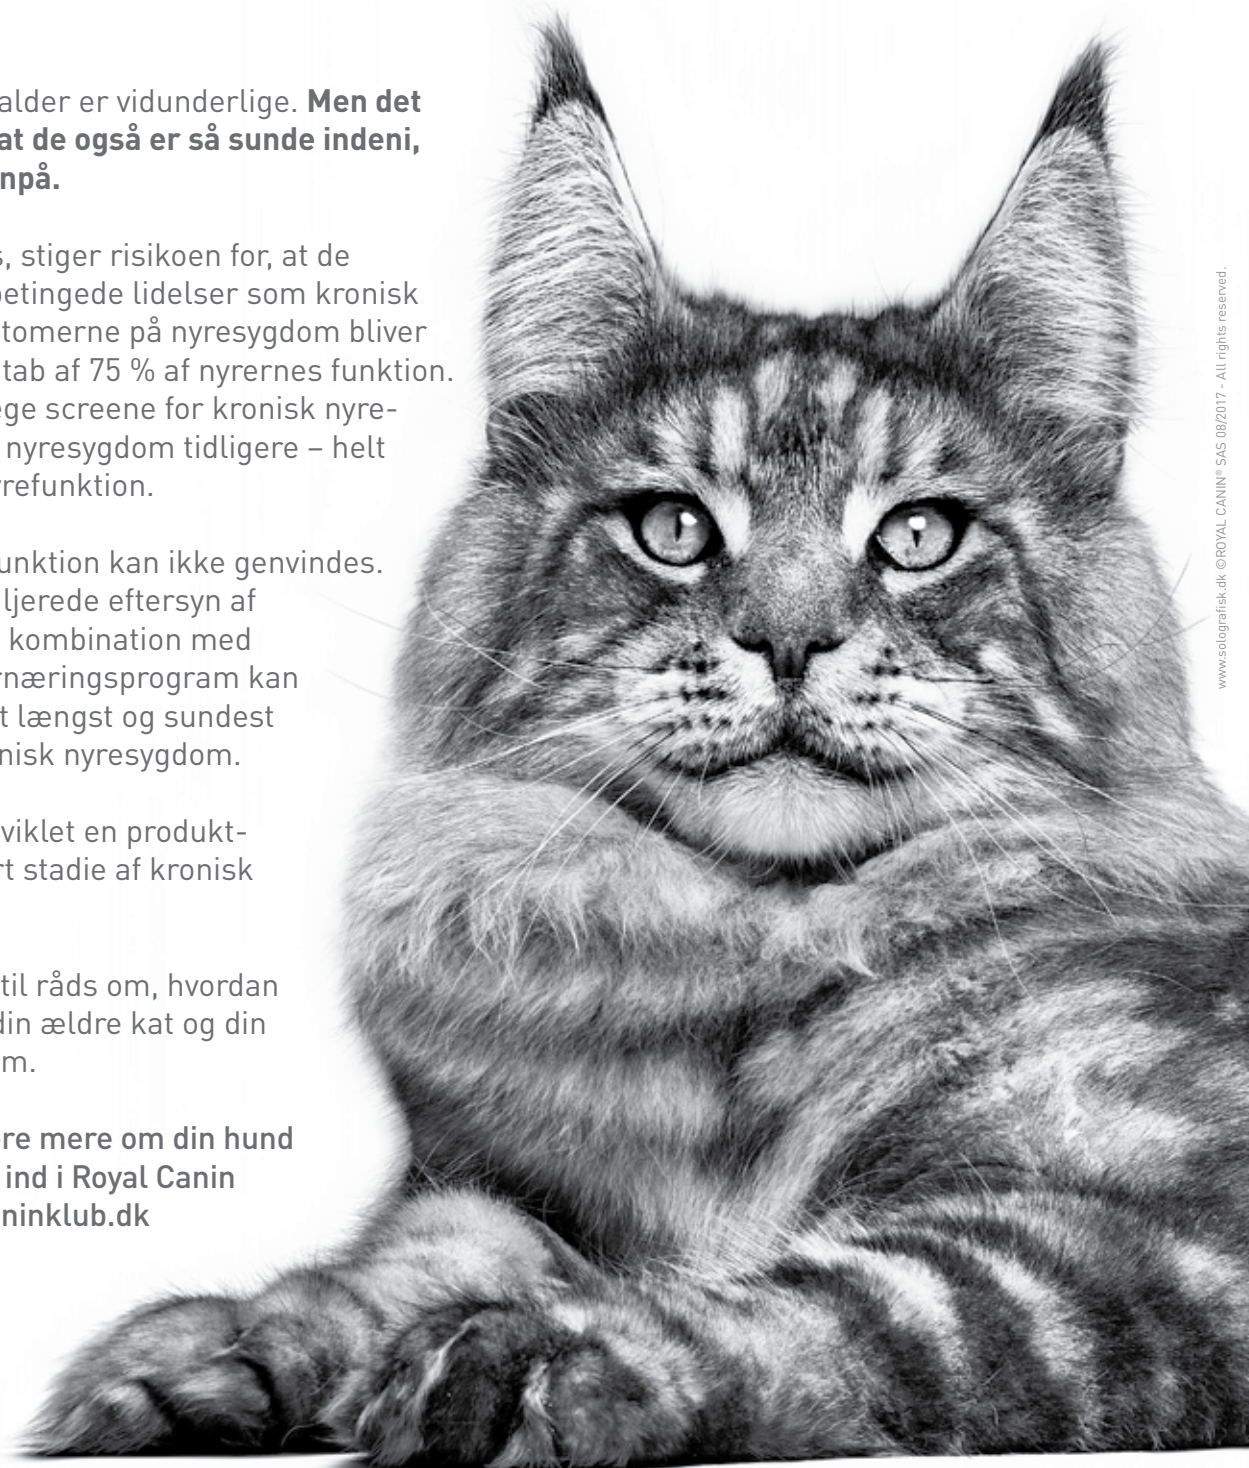 alder er vidunderlige. Men det
at de også er så sunde indeni,
npå.
s, stiger risikoen for, at de
betingede lidelser som kronisk
tomerne på nyresygdom bliver
tab af 75 % af nyrernes funktion.
ege screene for kronisk nyre-
nyresygdom tidligere – helt
refunktion.
unktion kan ikke genvindes.
ljerede eftersyn af
kombination med
rnæringsprogram kan
t længst og sundest
nisk nyresygdom.
viklet en produkt-
rt stadie af kronisk
til råds om, hvordan
din ældre kat og din
m.
re mere om din hund
ind i Royal Canin
ninklub.dk
www.solografisk.dk ©ROYAL CANIN® SAS 08/2017 - All rights reserved.